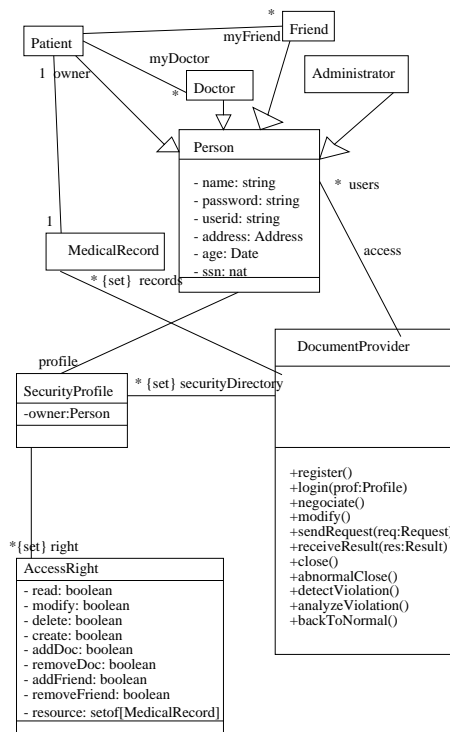 *
Patient
Friend
myFriend
myDoctor
1 owner
*
Doctor
Administrator
Person
- name: string
- password: string
- userid: string
- address: Address
- age: Date
- ssn: nat
* users
access
1
MedicalRecord
* {set} records
DocumentProvider
profile
SecurityProfile
* {set} securityDirectory
-owner:Person
+register()
+login(prof:Profile)
+negociate()
+modify()
+sendRequest(req:Request)
+receiveResult(res:Result)
+close()
+abnormalClose()
+detectViolation()
+analyzeViolation()
+backToNormal()
*{set} right
AccessRight
- read: boolean
- modify: boolean
- delete: boolean
- create: boolean
- addDoc: boolean
- removeDoc: boolean
- addFriend: boolean
- removeFriend: boolean
- resource: setof[MedicalRecord]